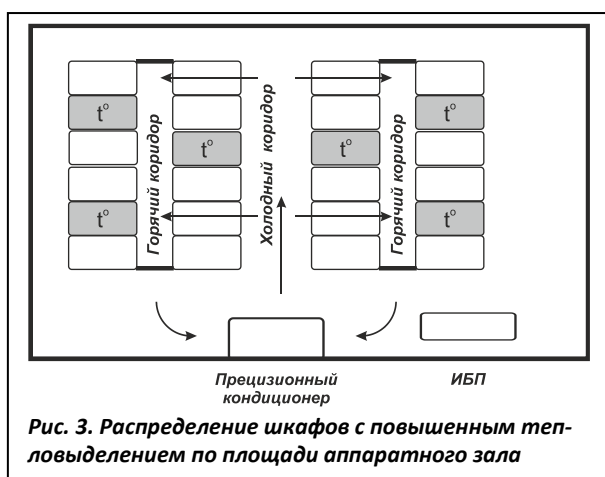 t°
t°
t°
t°
t°
t°
Горячий коридор
Холодный коридор
Горячий коридор
Прецизионный
кондиционер
ИБП
Рис. 3. Распределение шкафов с повышенным теп-
ловыделением по площади аппаратного зала